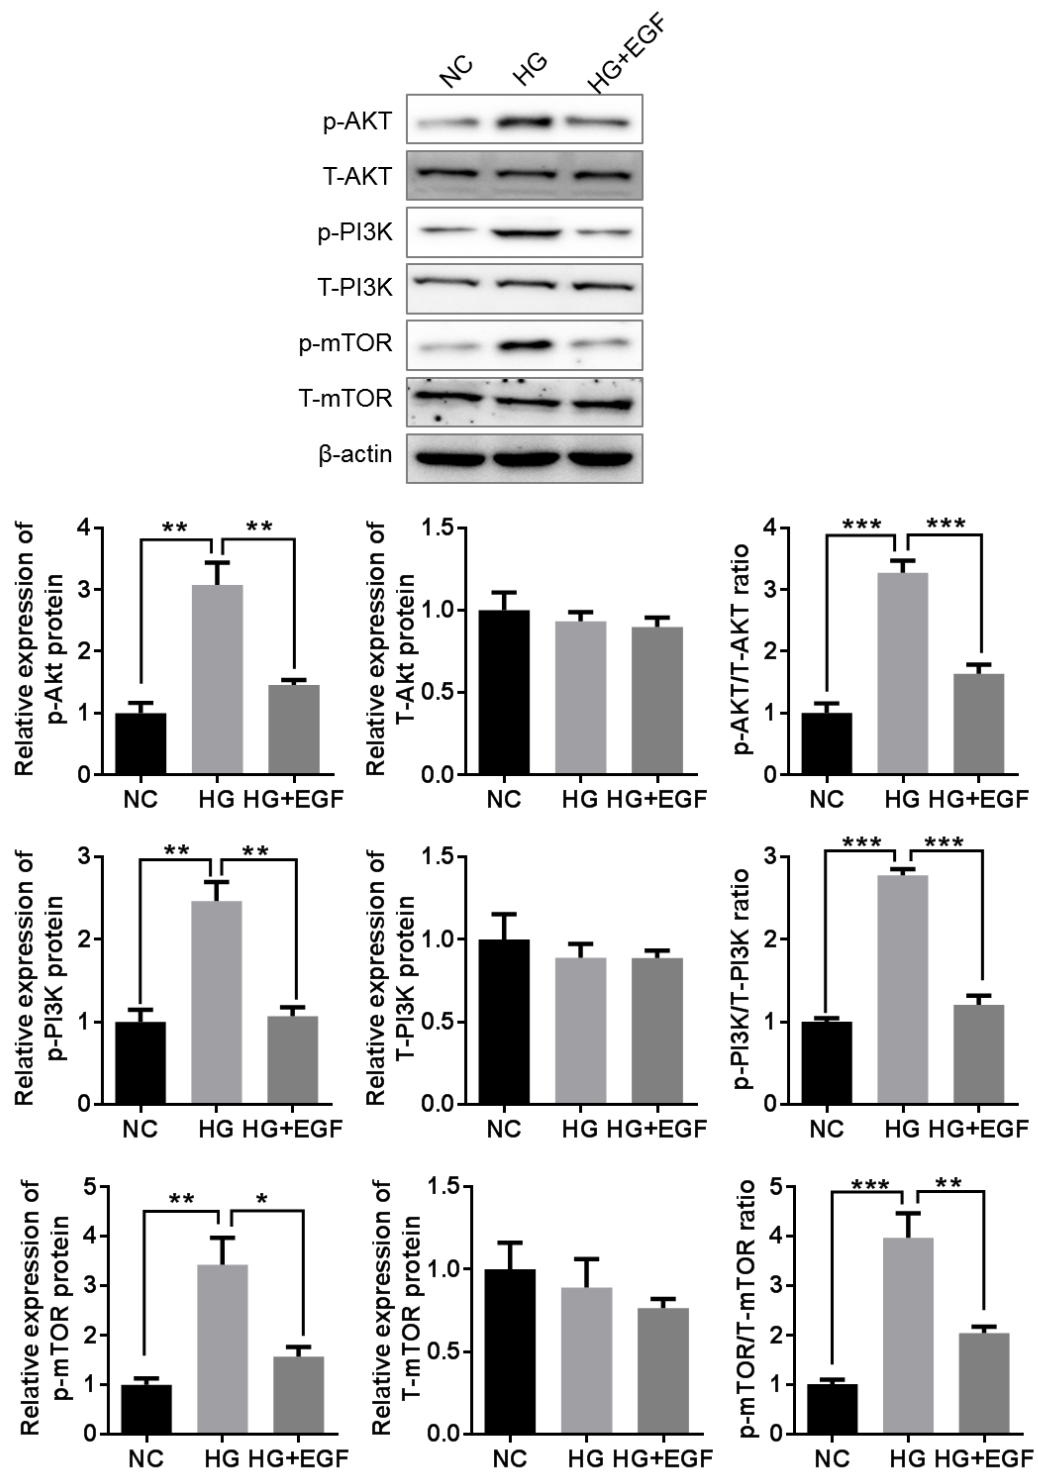 NC HG HG+EGF
p-AKT
T-AKT
p-PI3K
T-PI3K
p-mTOR
T-mTOR
β-actin
Relative expression of
p-Akt protein
4
3
2
1
0
** **
NC HG HG+EGF
Relative expression of
T-Akt protein
1.5
1.0
0.5
0.0
NC HG HG+EGF
p-AKT/T-AKT ratio
4
3
2
1
0
*** ***
NC HG HG+EGF
Relative expression of
p-PI3K protein
3
2
1
0
** **
NC HG HG+EGF
Relative expression of
T-PI3K protein
1.5
1.0
0.5
0.0
NC HG HG+EGF
p-PI3K/T-PI3K ratio
3
2
1
0
*** ***
NC HG HG+EGF
Relative expression of
p-mTOR protein
5
4
3
2
1
0
** *
NC HG HG+EGF
Relative expression of
T-mTOR protein
1.5
1.0
0.5
0.0
NC HG HG+EGF
p-mTOR/T-mTOR ratio
5
4
3
2
1
0
*** **
NC HG HG+EGF